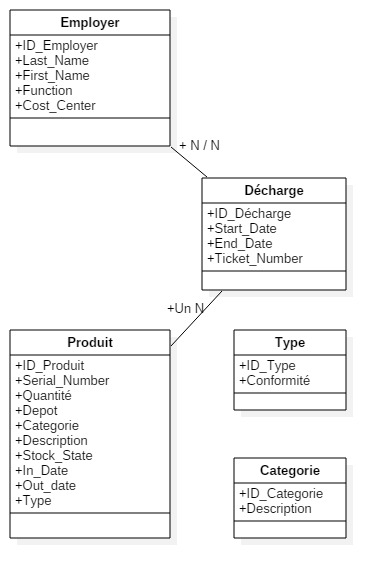 Employer
+ID_Employer
+Last_Name
+First_Name
+Function
+Cost_Center
+ N / N
Décharge
+ID_Décharge
+Start_Date
+End_Date
+Ticket_Number
+Un N
Produit
+ID_Produit
+Serial_Number
+Quantité
+Depot
+Categorie
+Description
+Stock_State
+In_Date
+Out_date
+Type
Type
+ID_Type
+Conformité
Categorie
+ID_Categorie
+Description